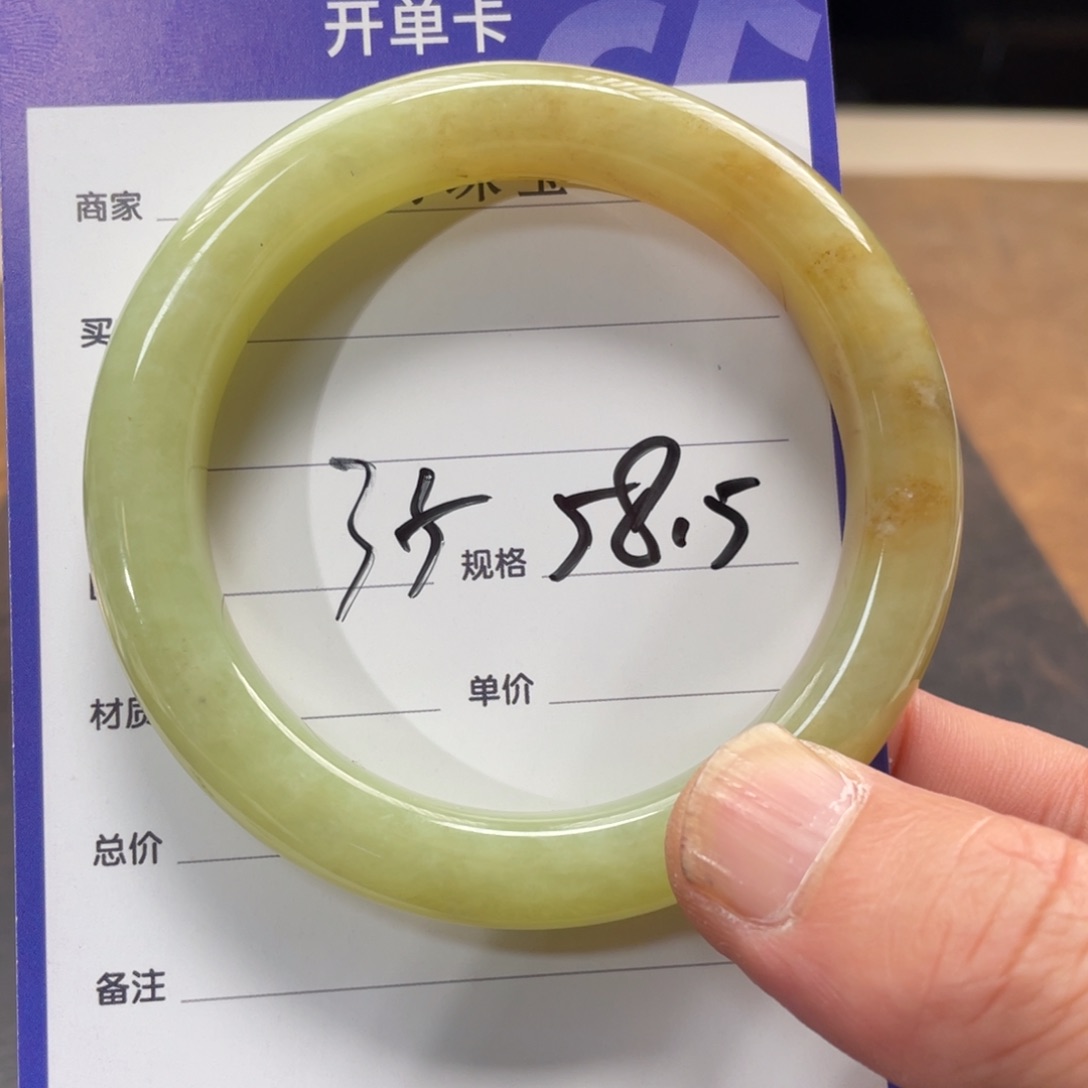 开单卡
商家
买
35 规格 58.5
材质 单价
总价
备注